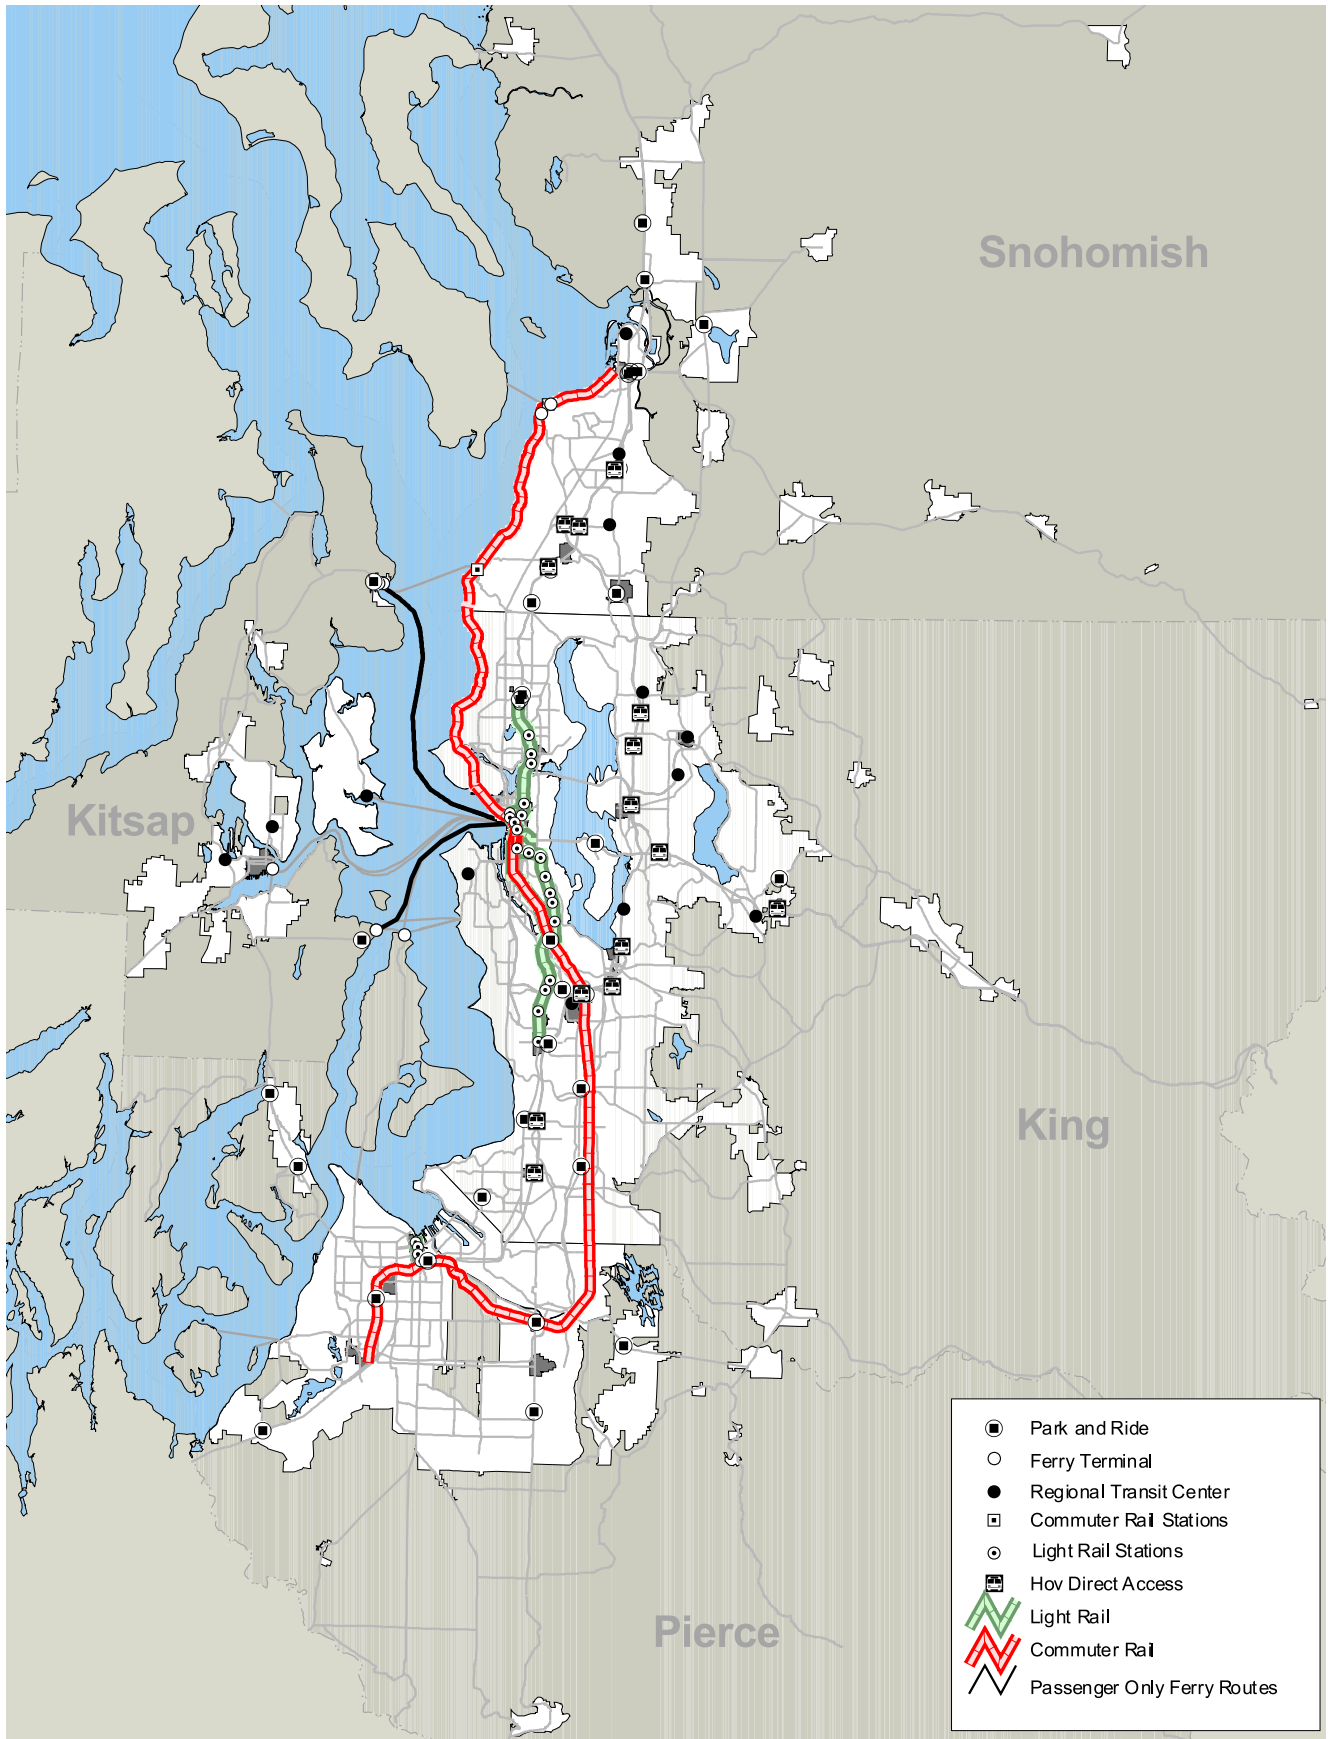 Snohomish
Kitsap
King
Park and Ride
Ferry Terminal
Regional Transit Center
Commuter Rail Stations
Light Rail Stations
Hov Direct Access
Light Rail
Commuter Rail
Passenger Only Ferry Routes
Pierce